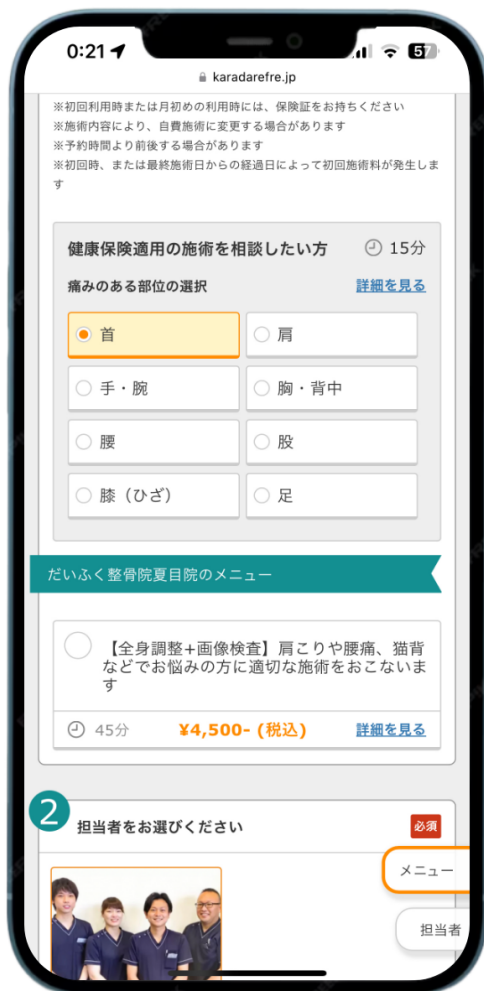 0:21
57
karadarefre.jp
※初回利用時または月初めの利用時には、保険証をお持ちください
※施術内容により、自費施術に変更する場合があります
※予約時間より前後する場合があります
※初回時、または最終施術日からの経過日によって初回施術料が発生しま
す
健康保険適用の施術を相談したい方 15分
痛みのある部位の選択 詳細を見る
首 肩
手・腕 胸・背中
腰 股
膝（ひざ） 足
だいふく整骨院夏目院のメニュー
【全身調整+画像検査】肩こりや腰痛、猫背
などでお悩みの方に適切な施術をおこないま
す
45分 ¥4,500- (税込) 詳細を見る
2 担当者をお選びください 必須
メニュー
担当者